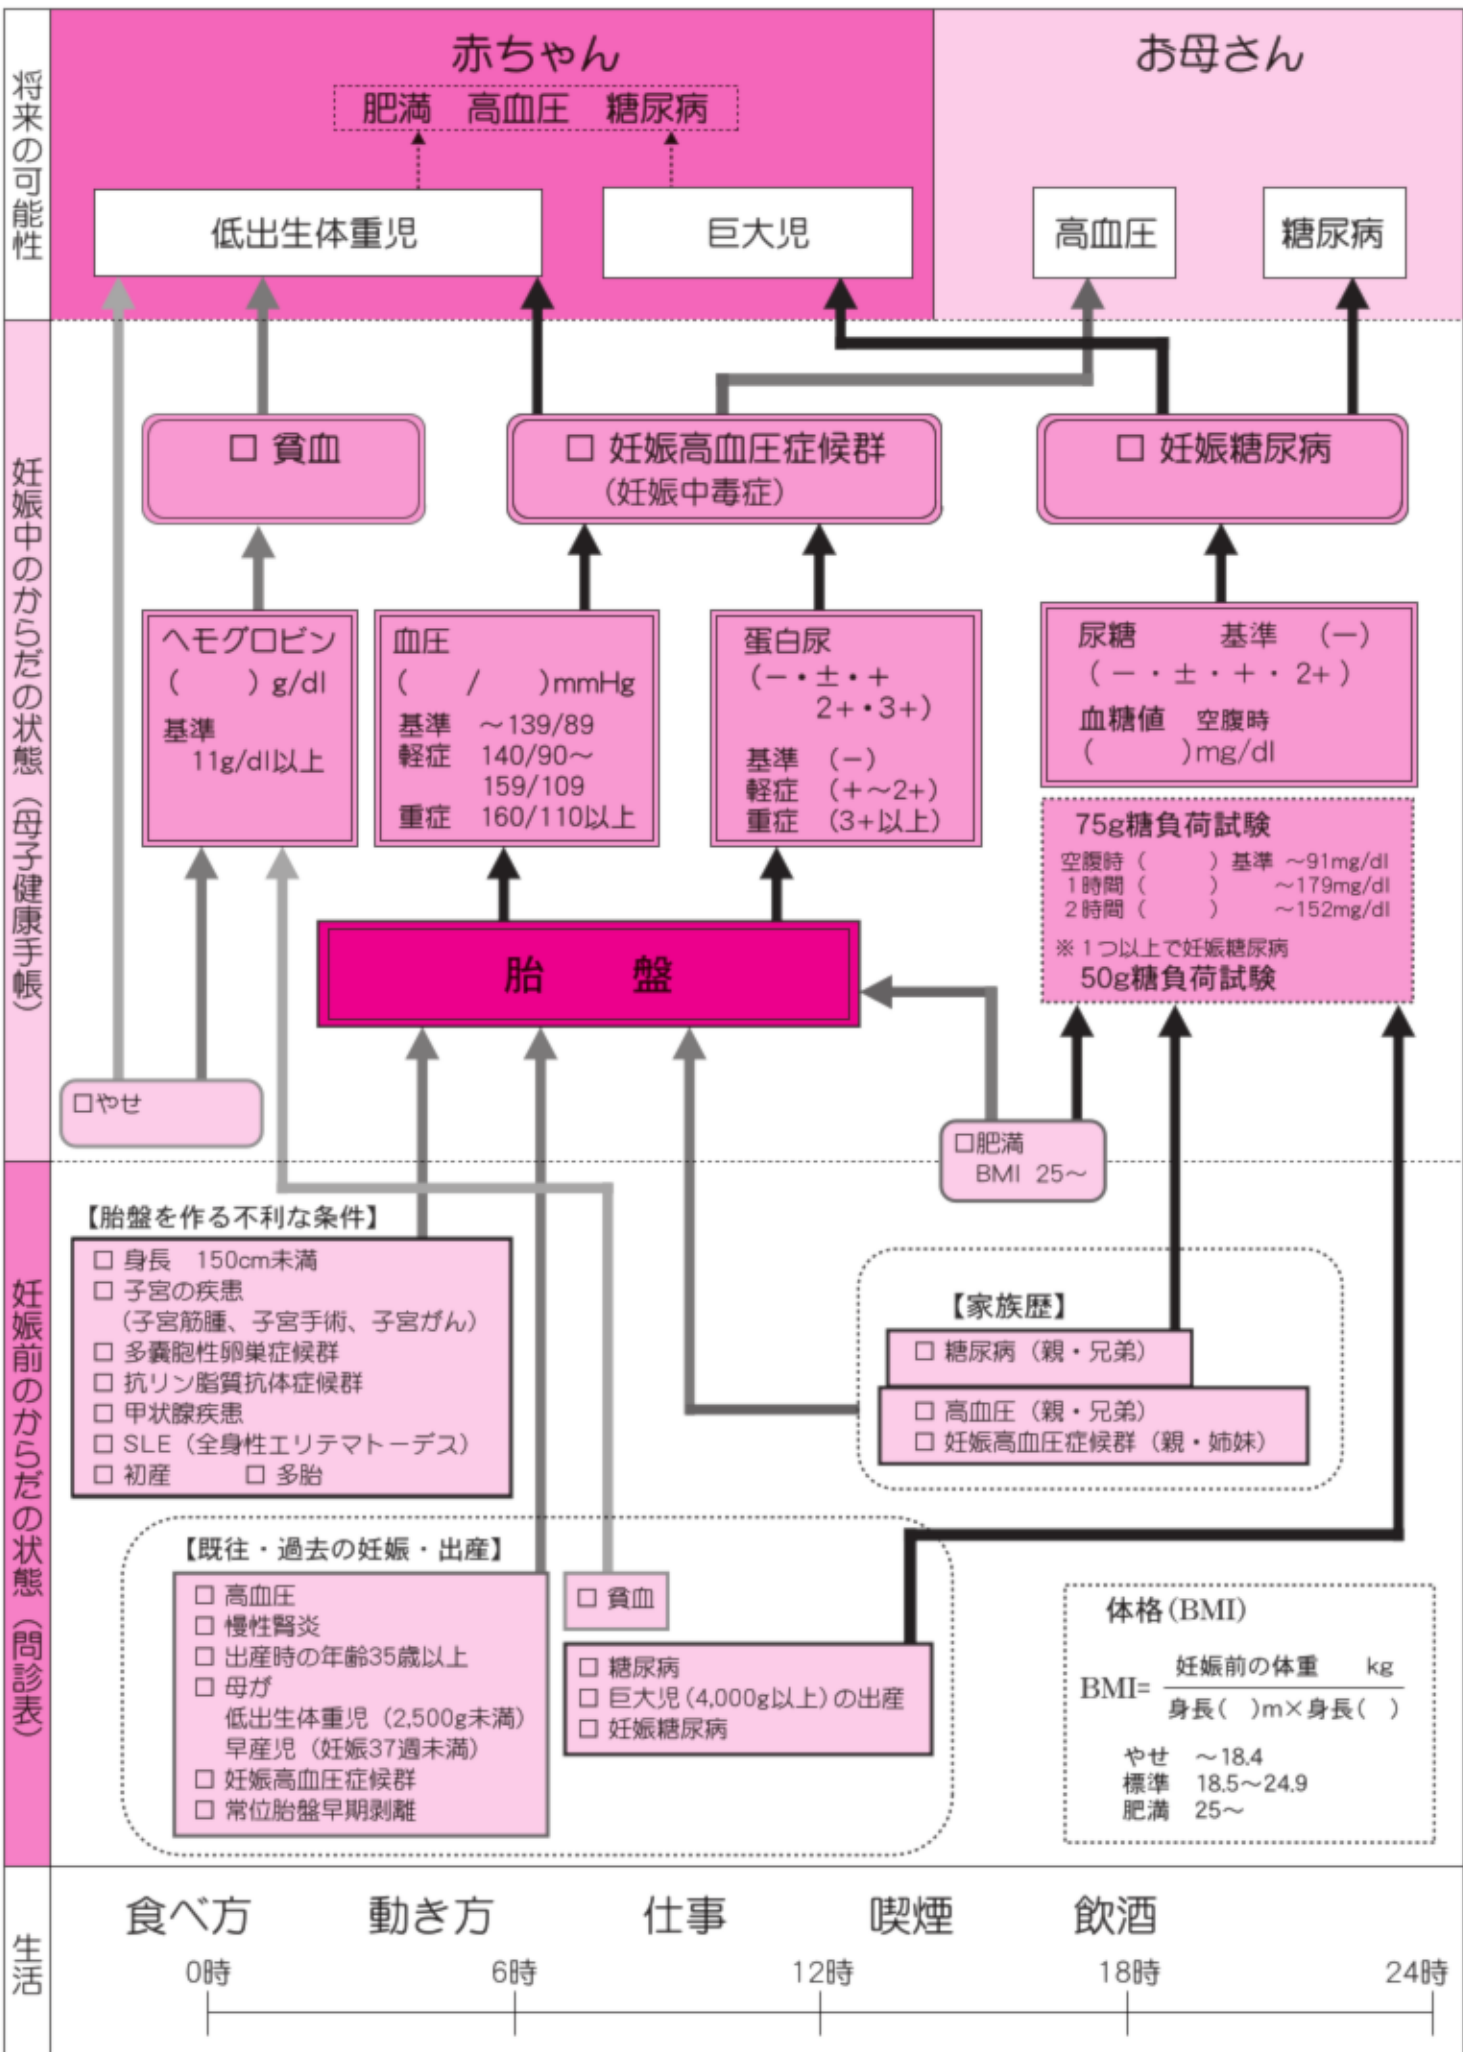 将来の可能性
赤ちゃん
肥満　高血圧　糖尿病
低出生体重児
巨大児
お母さん
高血圧
糖尿病
妊娠中のからだの状態（母子健康手帳）
□ 貧血
□ 妊娠高血圧症候群
（妊娠中毒症）
□ 妊娠糖尿病
ヘモグロビン
（　　）g/dl
基準
11g/dl以上
血圧
（　　/　　）mmHg
基準　～139/89
軽症　140/90～
159/109
重症　160/110以上
蛋白尿
（－・±・＋
2＋・3＋）
基準　（－）
軽症　（＋～2＋）
重症　（3＋以上）
尿糖　　基準　（－）
（－・±・＋・2＋）
血糖値　空腹時
（　　　）mg/dl
75g糖負荷試験
空腹時（　　　）基準　～91mg/dl
1時間（　　　）　　～179mg/dl
2時間（　　　）　　～152mg/dl
※１つ以上で妊娠糖尿病
50g糖負荷試験
胎　盤
□やせ
□肥満
BMI 25～
妊娠前のからだの状態（問診表）
【胎盤を作る不利な条件】
□ 身長　150cm未満
□ 子宮の疾患
（子宮筋腫、子宮手術、子宮がん）
□ 多嚢胞性卵巣症候群
□ 抗リン脂質抗体症候群
□ 甲状腺疾患
□ SLE（全身性エリテマトーデス）
□ 初産　　□ 多胎
【家族歴】
□ 糖尿病（親・兄弟）
□ 高血圧（親・兄弟）
□ 妊娠高血圧症候群（親・姉妹）
【既往・過去の妊娠・出産】
□ 高血圧
□ 慢性腎炎
□ 出産時の年齢35歳以上
□ 母が
低出生体重児（2,500g未満）
早産児（妊娠37週未満）
□ 妊娠高血圧症候群
□ 常位胎盤早期剥離
□ 貧血
□ 糖尿病
□ 巨大児（4,000g以上）の出産
□ 妊娠糖尿病
体格（BMI）
BMI=
妊娠前の体重　　kg
身長（　）m×身長（　）
やせ　～18.4
標準　18.5～24.9
肥満　25～
生活
食べ方　　動き方　　仕事　　喫煙　　飲酒
0時　　6時　　12時　　18時　　24時